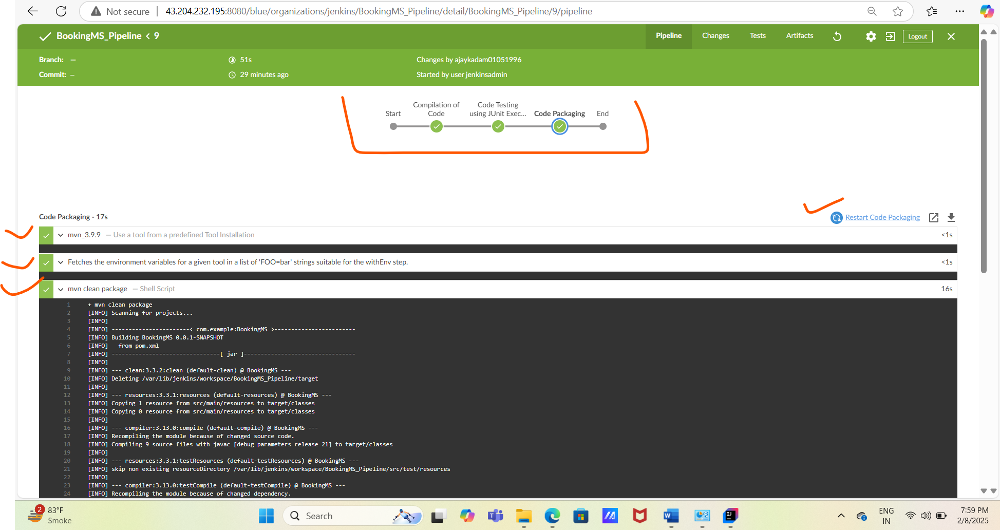 Not secure
43.204.232.195:8080/blue/organizations/jenkins/BookingMS_Pipeline/detail/BookingMS_Pipeline/9/pipeline
BookingMS_Pipeline < 9
Pipeline
Changes
Tests
Artifacts
Logout
Branch: —
51s
Changes by ajaykadam01051996
Commit: –
29 minutes ago
Started by user jenkinsadmin
Start
Compilation of
Code
Code Testing
using JUnit Exec...
Code Packaging
End
Code Packaging - 17s
Restart Code Packaging
mvn_3.9.9 — Use a tool from a predefined Tool Installation <1s
Fetches the environment variables for a given tool in a list of 'FOO=bar' strings suitable for the withEnv step. <1s
mvn clean package — Shell Script 16s
1 + mvn clean package
2 [INFO] Scanning for projects...
3 [INFO]
4 [INFO] -----------------------< com.example:BookingMS >------------------------
5 [INFO] Building BookingMS 0.0.1-SNAPSHOT
6 [INFO]   from pom.xml
7 [INFO] --------------------------------[ jar ]---------------------------------
8 [INFO]
9 [INFO] --- clean:3.3.2:clean (default-clean) @ BookingMS ---
10 [INFO] Deleting /var/lib/jenkins/workspace/BookingMS_Pipeline/target
11 [INFO]
12 [INFO] --- resources:3.3.1:resources (default-resources) @ BookingMS ---
13 [INFO] Copying 1 resource from src/main/resources to target/classes
14 [INFO] Copying 0 resource from src/main/resources to target/classes
15 [INFO]
16 [INFO] --- compiler:3.13.0:compile (default-compile) @ BookingMS ---
17 [INFO] Recompiling the module because of changed source code.
18 [INFO] Compiling 9 source files with javac [debug parameters release 21] to target/classes
19 [INFO]
20 [INFO] --- resources:3.3.1:testResources (default-testResources) @ BookingMS ---
21 [INFO] skip non existing resourceDirectory /var/lib/jenkins/workspace/BookingMS_Pipeline/src/test/resources
22 [INFO]
23 [INFO] --- compiler:3.13.0:testCompile (default-testCompile) @ BookingMS ---
24 [INFO] Recompiling the module because of changed dependency.
2
83°F
Smoke
Search
ENG
IN
7:59 PM
2/8/2025